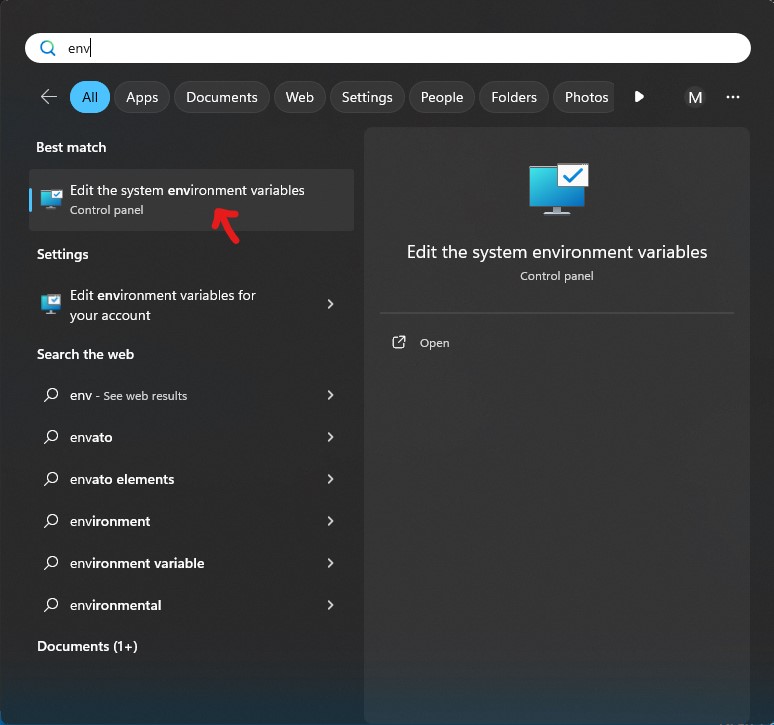 env
All Apps Documents Web Settings People Folders Photos M
Best match
Edit the system environment variables
Control panel
Settings
Edit environment variables for
your account
Search the web
env - See web results
envato
envato elements
environment
environment variable
environmental
Documents (1+)
Edit the system environment variables
Control panel
Open